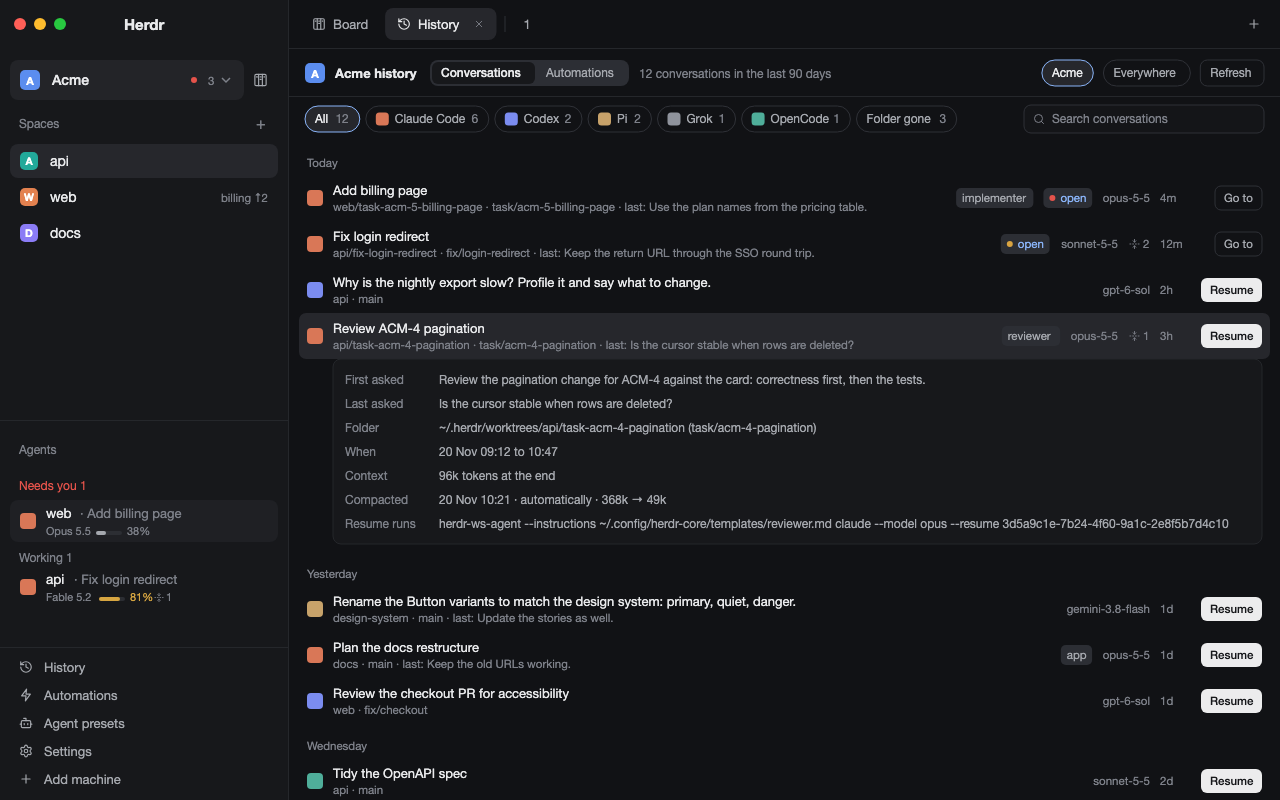 Herdr
Board
History
1
A Acme 3
Spaces
A api
W web billing ↑2
D docs
Agents
Needs you 1
web · Add billing page
Opus 5.5 38%
Working 1
api · Fix login redirect
Fable 5.2 81% 1
History
Automations
Agent presets
Settings
Add machine
A Acme history Conversations Automations 12 conversations in the last 90 days Acme Everywhere Refresh
All 12 Claude Code 6 Codex 2 Pi 2 Grok 1 OpenCode 1 Folder gone 3 Search conversations
Today
Add billing page
web/task-acm-5-billing-page · task/acm-5-billing-page · last: Use the plan names from the pricing table.
implementer open opus-5-5 4m Go to
Fix login redirect
api/fix-login-redirect · fix/login-redirect · last: Keep the return URL through the SSO round trip.
open sonnet-5-5 2 12m Go to
Why is the nightly export slow? Profile it and say what to change.
api · main
gpt-6-sol 2h Resume
Review ACM-4 pagination
api/task-acm-4-pagination · task/acm-4-pagination · last: Is the cursor stable when rows are deleted?
reviewer opus-5-5 1 3h Resume
First asked Review the pagination change for ACM-4 against the card: correctness first, then the tests.
Last asked Is the cursor stable when rows are deleted?
Folder ~/.herdr/worktrees/api/task-acm-4-pagination (task/acm-4-pagination)
When 20 Nov 09:12 to 10:47
Context 96k tokens at the end
Compacted 20 Nov 10:21 · automatically · 368k → 49k
Resume runs herdr-ws-agent --instructions ~/.config/herdr-core/templates/reviewer.md claude --model opus --resume 3d5a9c1e-7b24-4f60-9a1c-2e8f5b7d4c10
Yesterday
Rename the Button variants to match the design system: primary, quiet, danger.
design-system · main · last: Update the stories as well.
gemini-3.8-flash 1d Resume
Plan the docs restructure
docs · main · last: Keep the old URLs working.
app opus-5-5 1d Resume
Review the checkout PR for accessibility
web · fix/checkout
gpt-6-sol 1d Resume
Wednesday
Tidy the OpenAPI spec
api · main
sonnet-5-5 2d Resume